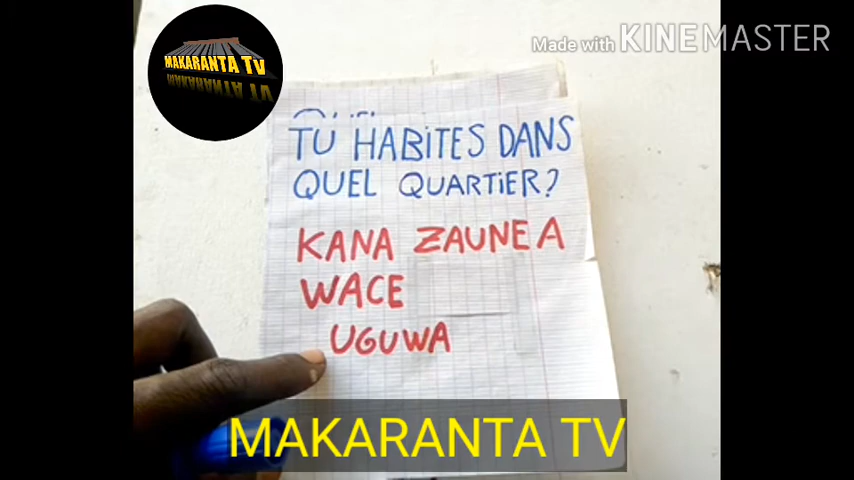 MAKARANTA TV
Made with KINEMASTER
TU HABITES DANS
QUEL QUARTIER?
KANA ZAUNE A
WACE
UGUWA
MAKARANTA TV